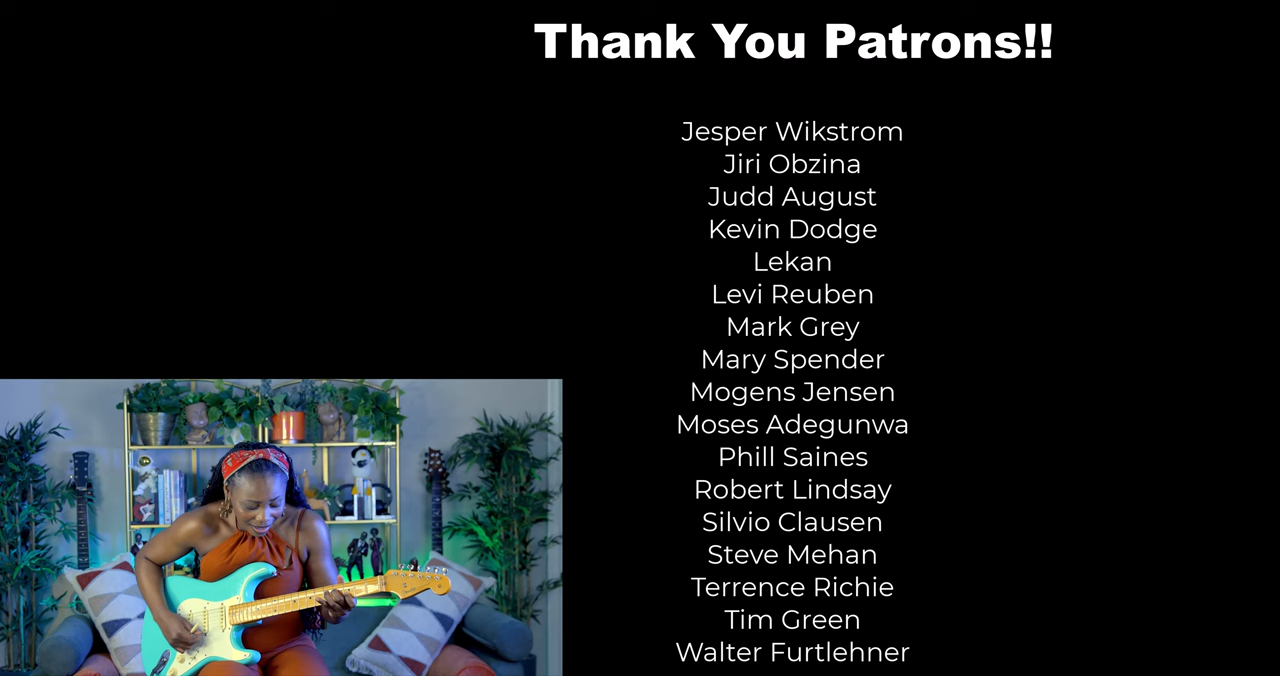 Thank You Patrons!!
Jesper Wikstrom
Jiri Obzina
Judd August
Kevin Dodge
Lekan
Levi Reuben
Mark Grey
Mary Spender
Mogens Jensen
Moses Adegunwa
Phill Saines
Robert Lindsay
Silvio Clausen
Steve Mehan
Terrence Richie
Tim Green
Walter Furtlehner